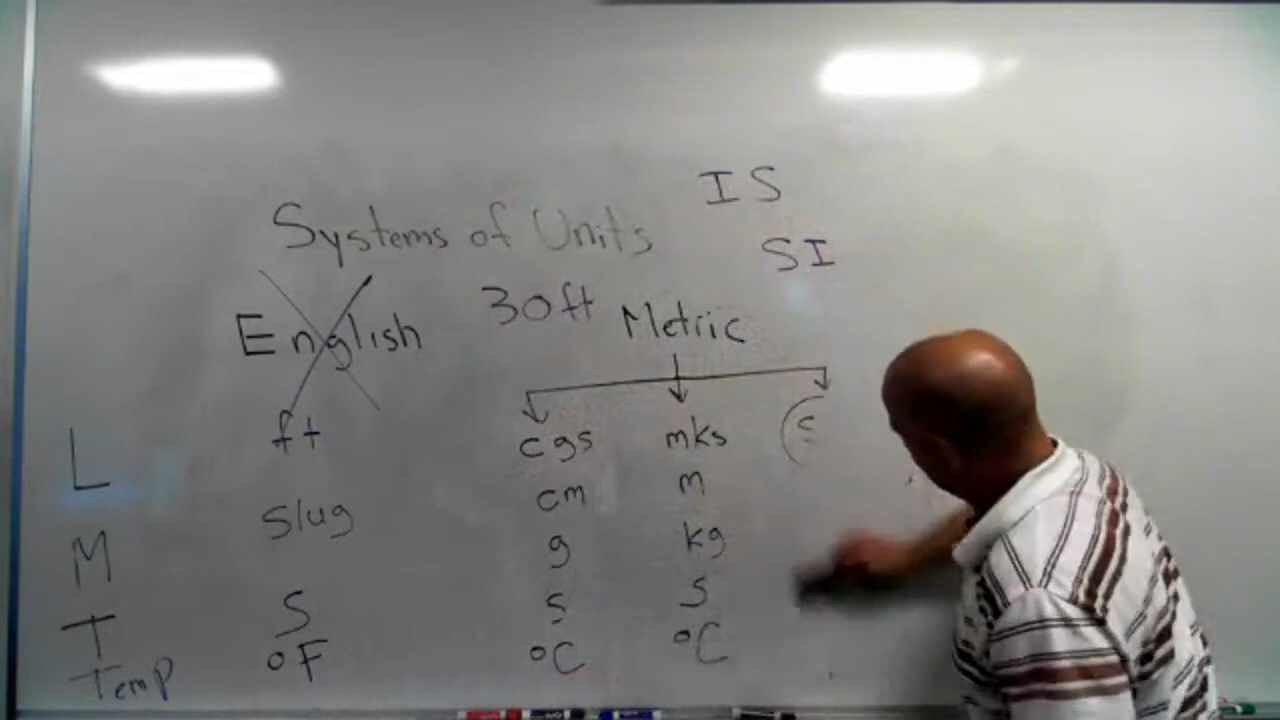 IS
Systems of Units
SI
30ft
English Metric
L ft cgs mks
cm m
M slug g kg
T S s s
Temp °F °C °C